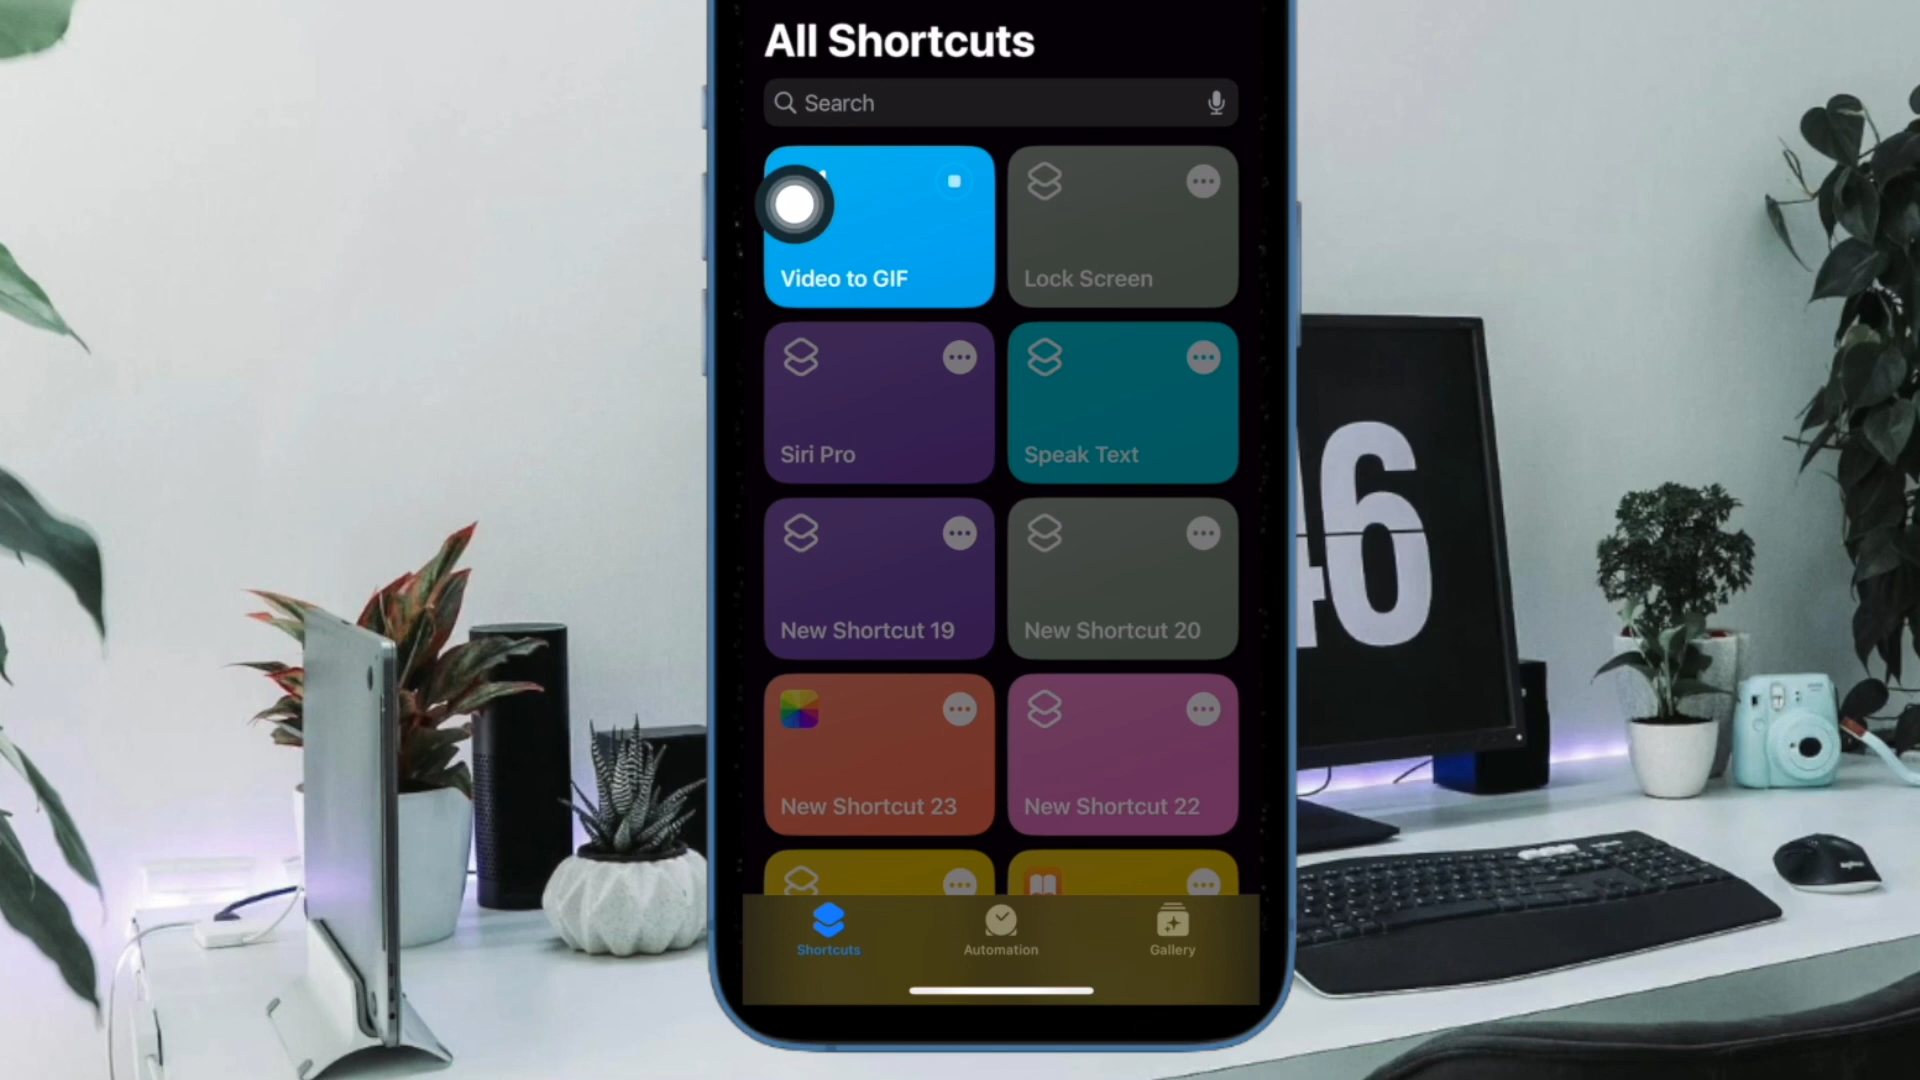 All Shortcuts
Search
Video to GIF
Lock Screen
Siri Pro
Speak Text
New Shortcut 19
New Shortcut 20
New Shortcut 23
New Shortcut 22
Shortcuts
Automation
Gallery
46